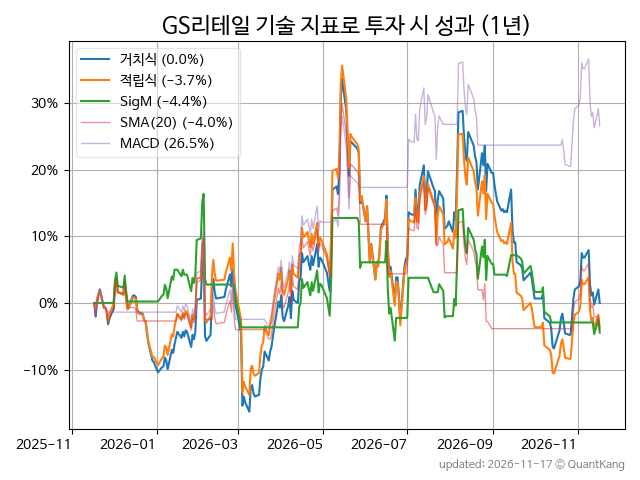 GS리테일 기술 지표로 투자 시 성과 (1년)
거치식 (0.0%)
적립식 (−3.7%)
SigM (−4.4%)
SMA(20) (−4.0%)
MACD (26.5%)
30%
20%
10%
0%
−10%
2025-11 2026-01 2026-03 2026-05 2026-07 2026-09 2026-11
updated: 2026-11-17 © QuantKang